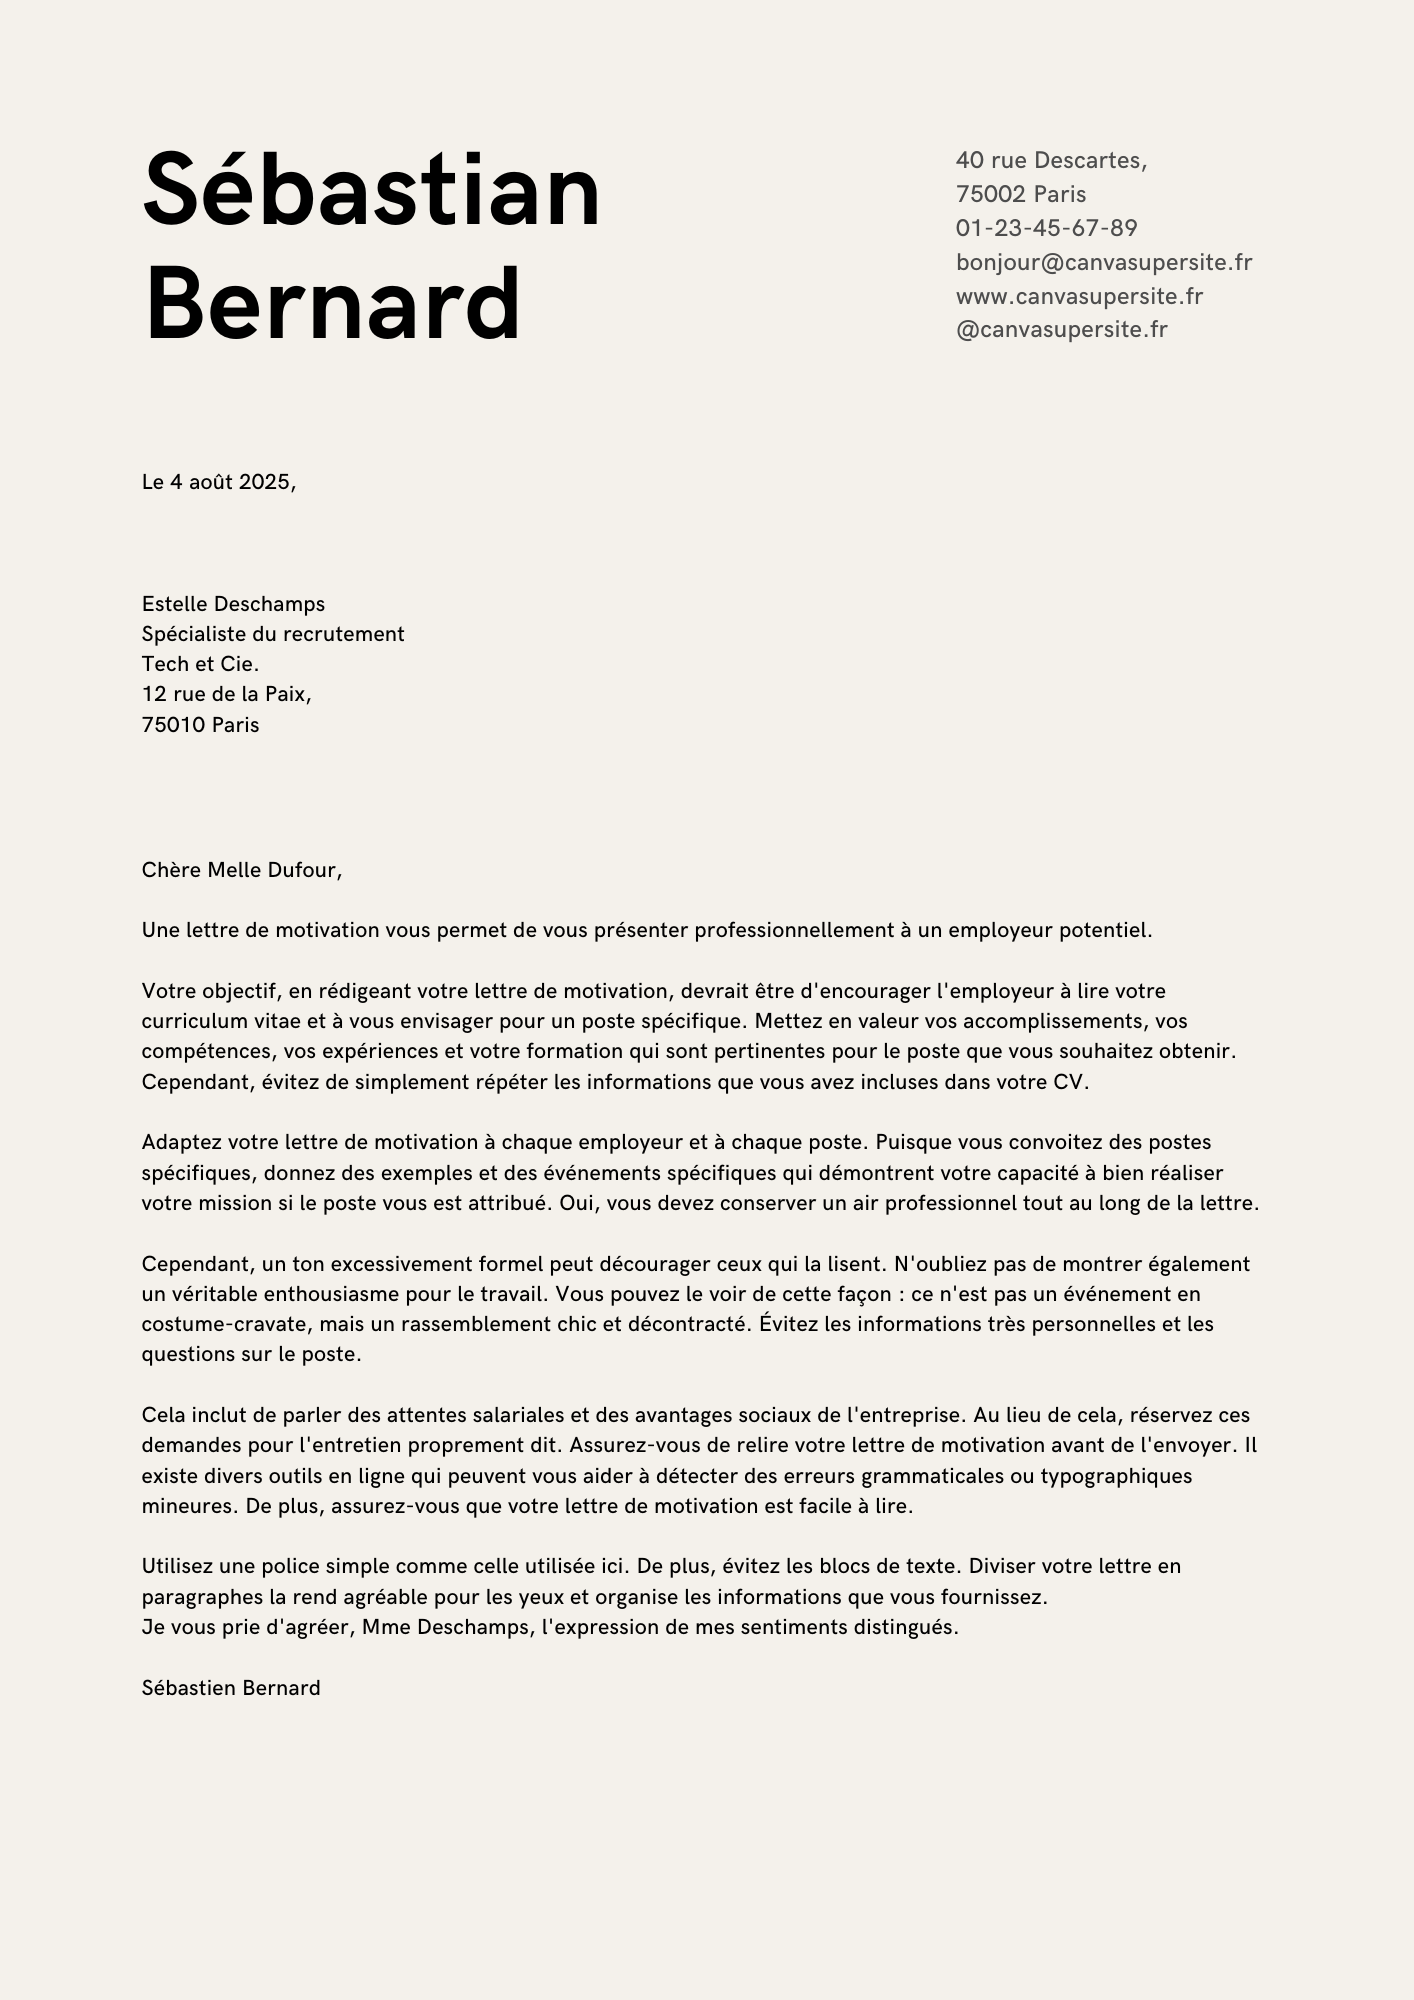 Sébastian
Bernard
40 rue Descartes,
75002 Paris
01-23-45-67-89
bonjour@canvasupersite.fr
www.canvasupersite.fr
@canvasupersite.fr
Le 4 août 2025,
Estelle Deschamps
Spécialiste du recrutement
Tech et Cie.
12 rue de la Paix,
75010 Paris
Chère Melle Dufour,
Une lettre de motivation vous permet de vous présenter professionnellement à un employeur potentiel.
Votre objectif, en rédigeant votre lettre de motivation, devrait être d'encourager l'employeur à lire votre
curriculum vitae et à vous envisager pour un poste spécifique. Mettez en valeur vos accomplissements, vos
compétences, vos expériences et votre formation qui sont pertinentes pour le poste que vous souhaitez obtenir.
Cependant, évitez de simplement répéter les informations que vous avez incluses dans votre CV.
Adaptez votre lettre de motivation à chaque employeur et à chaque poste. Puisque vous convoitez des postes
spécifiques, donnez des exemples et des événements spécifiques qui démontrent votre capacité à bien réaliser
votre mission si le poste vous est attribué. Oui, vous devez conserver un air professionnel tout au long de la lettre.
Cependant, un ton excessivement formel peut décourager ceux qui la lisent. N'oubliez pas de montrer également
un véritable enthousiasme pour le travail. Vous pouvez le voir de cette façon : ce n'est pas un événement en
costume-cravate, mais un rassemblement chic et décontracté. Évitez les informations très personnelles et les
questions sur le poste.
Cela inclut de parler des attentes salariales et des avantages sociaux de l'entreprise. Au lieu de cela, réservez ces
demandes pour l'entretien proprement dit. Assurez-vous de relire votre lettre de motivation avant de l'envoyer. Il
existe divers outils en ligne qui peuvent vous aider à détecter des erreurs grammaticales ou typographiques
mineures. De plus, assurez-vous que votre lettre de motivation est facile à lire.
Utilisez une police simple comme celle utilisée ici. De plus, évitez les blocs de texte. Diviser votre lettre en
paragraphes la rend agréable pour les yeux et organise les informations que vous fournissez.
Je vous prie d'agréer, Mme Deschamps, l'expression de mes sentiments distingués.
Sébastien Bernard